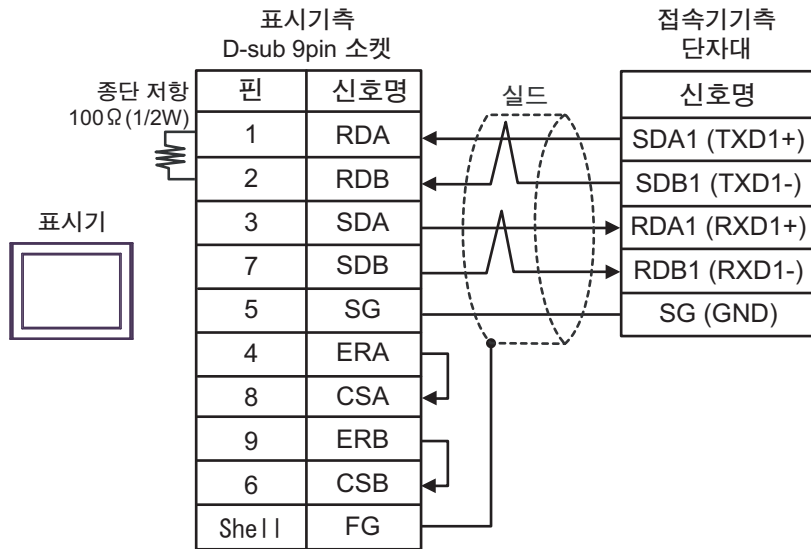 표시기측
D-sub 9pin 소켓
접속기기측
단자대
종단 저항
100Ω(1/2W)
핀 신호명
실드
신호명
1 RDA
SDA1 (TXD1+)
2 RDB
SDB1 (TXD1-)
표시기
3 SDA
RDA1 (RXD1+)
7 SDB
RDB1 (RXD1-)
5 SG
SG (GND)
4 ERA
8 CSA
9 ERB
6 CSB
Shell FG